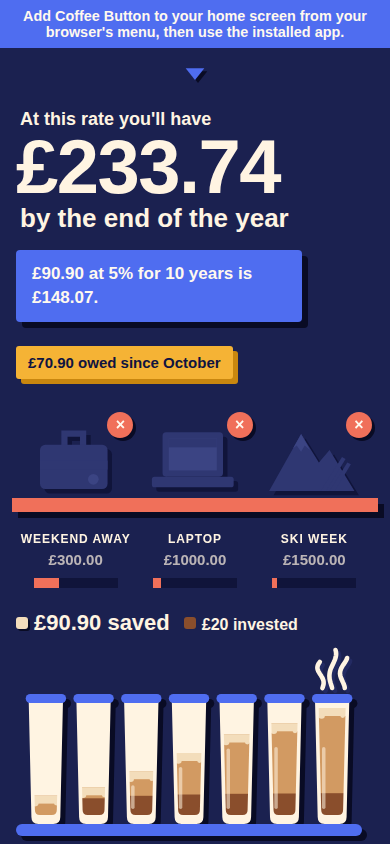 Add Coffee Button to your home screen from your
browser's menu, then use the installed app.
At this rate you'll have
£233.74
by the end of the year
£90.90 at 5% for 10 years is
£148.07.
£70.90 owed since October
× × ×
WEEKEND AWAY LAPTOP SKI WEEK
£300.00 £1000.00 £1500.00
£90.90 saved £20 invested